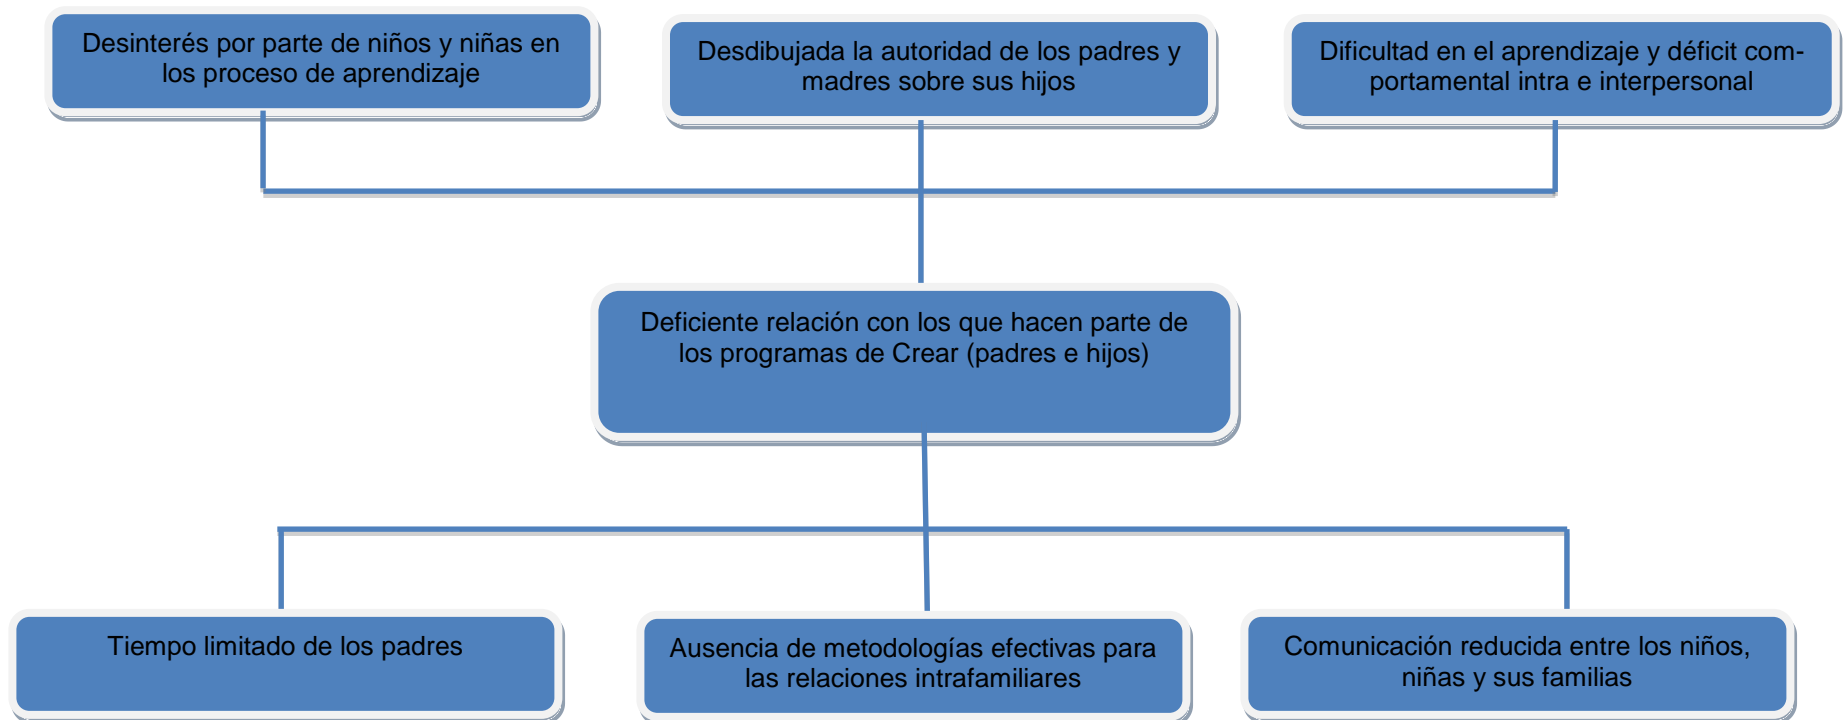 Desinterés por parte de niños y niñas en
los proceso de aprendizaje
Desdibujada la autoridad de los padres y
madres sobre sus hijos
Dificultad en el aprendizaje y déficit com-
portamental intra e interpersonal
Deficiente relación con los que hacen parte de
los programas de Crear (padres e hijos)
Tiempo limitado de los padres
Ausencia de metodologías efectivas para
las relaciones intrafamiliares
Comunicación reducida entre los niños,
niñas y sus familias